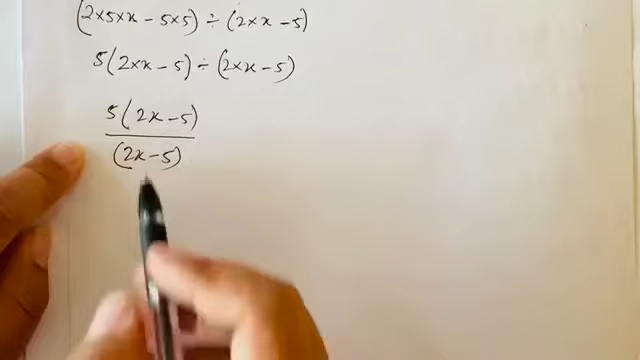 (2×5×x - 5×5) ÷ (2×x - 5)
5(2×x - 5) ÷ (2×x - 5)
5(2x - 5)
(2x - 5)